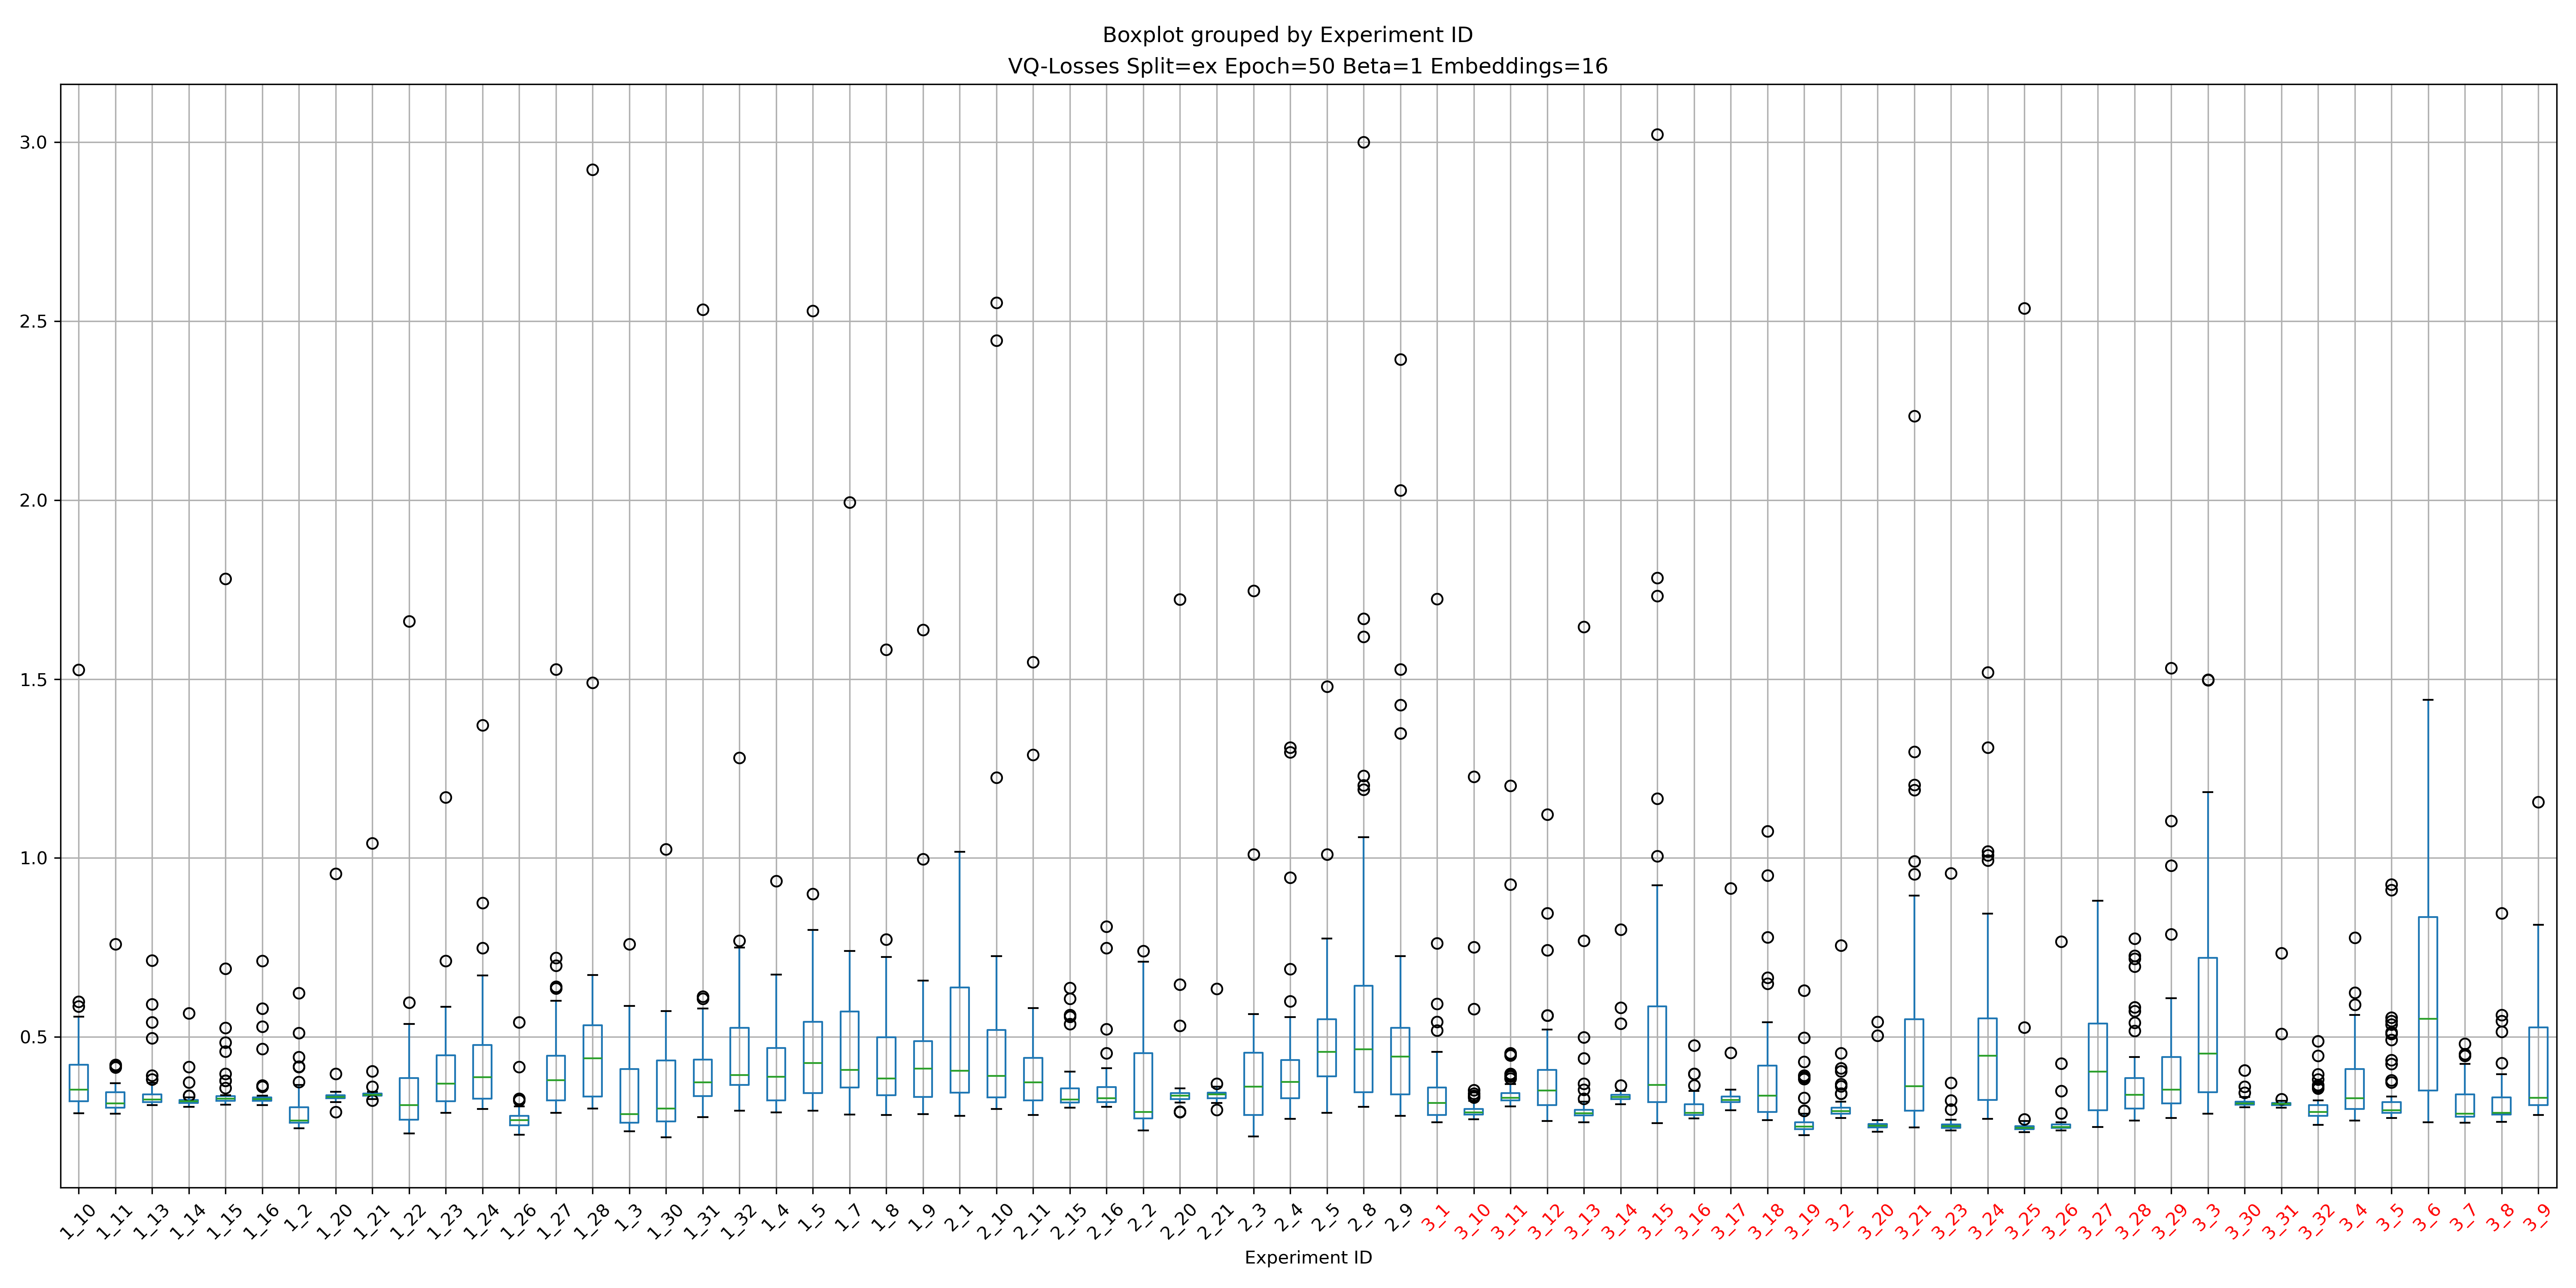 Boxplot grouped by Experiment ID
VQ-Losses Split=ex Epoch=50 Beta=1 Embeddings=16
3.0
2.5
2.0
1.5
1.0
0.5
1_10 1_11 1_13 1_14 1_15 1_16 1_2 1_20 1_21 1_22 1_23 1_24 1_26 1_27 1_28 1_3 1_30 1_31 1_32 1_4 1_5 1_7 1_8 1_9 2_1 2_10 2_11 2_15 2_16 2_2 2_20 2_21 2_3 2_4 2_5 2_8 2_9 3_1 3_10 3_11 3_12 3_13 3_14 3_15 3_16 3_17 3_18 3_19 3_2 3_20 3_21 3_23 3_24 3_25 3_26 3_27 3_28 3_29 3_3 3_30 3_31 3_32 3_4 3_5 3_6 3_7 3_8 3_9
Experiment ID